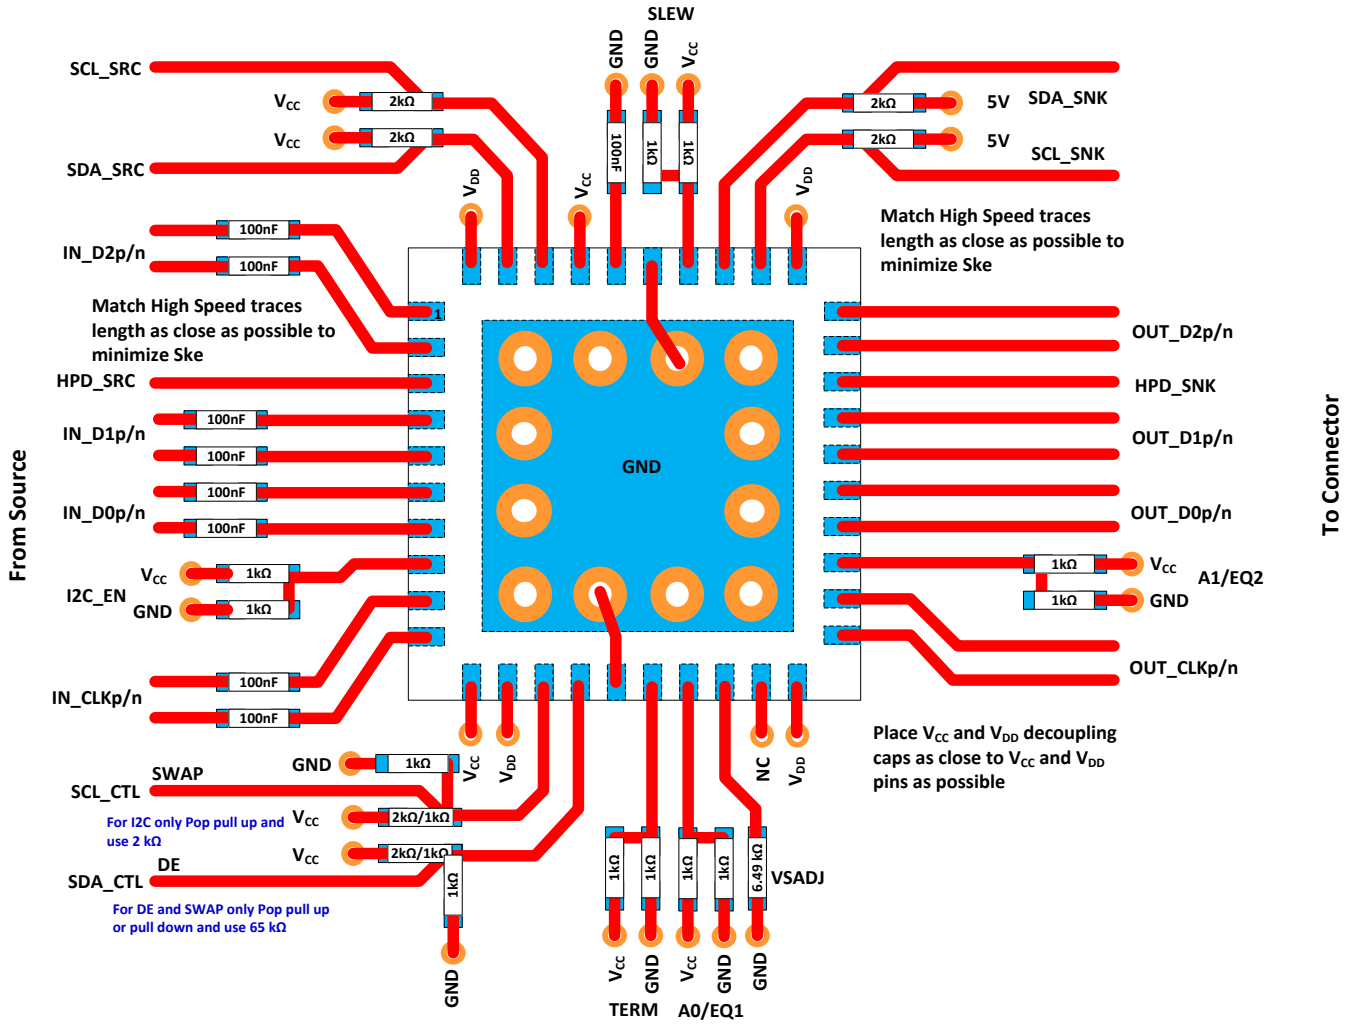 SLEW
GND
GND
VCC
SCL_SRC
VCC
2kΩ
VCC
2kΩ
SDA_SRC
2kΩ
5V
SDA_SNK
2kΩ
5V
SCL_SNK
100nF
1kΩ
1kΩ
VDD
VCC
VDD
Match High Speed traces
length as close as possible to
minimize Ske
IN_D2p/n
100nF
100nF
Match High Speed traces
length as close as possible to
minimize Ske
1
OUT_D2p/n
HPD_SRC
HPD_SNK
IN_D1p/n
100nF
100nF
OUT_D1p/n
GND
From Source
To Connector
IN_D0p/n
100nF
100nF
OUT_D0p/n
VCC
1kΩ
I2C_EN
GND
1kΩ
1kΩ
VCC
A1/EQ2
1kΩ
GND
IN_CLKp/n
100nF
100nF
OUT_CLKp/n
VCC
VDD
NC
VDD
Place VCC and VDD decoupling
caps as close to VCC and VDD
pins as possible
GND
1kΩ
SWAP
SCL_CTL
VCC
2kΩ/1kΩ
For I2C only Pop pull up and
use 2 kΩ
VCC
2kΩ/1kΩ
DE
SDA_CTL
1kΩ
For DE and SWAP only Pop pull up
or pull down and use 65 kΩ
GND
1kΩ
1kΩ
1kΩ
1kΩ
6.49 kΩ
VSADJ
VCC
GND
VCC
GND
GND
TERM
A0/EQ1